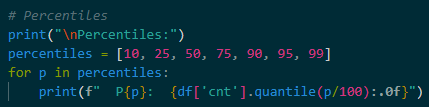 # Percentiles
print("\nPercentiles:")
percentiles = [10, 25, 50, 75, 90, 95, 99]
for p in percentiles:
    print(f"  P{p}:  {df['cnt'].quantile(p/100):.0f}")